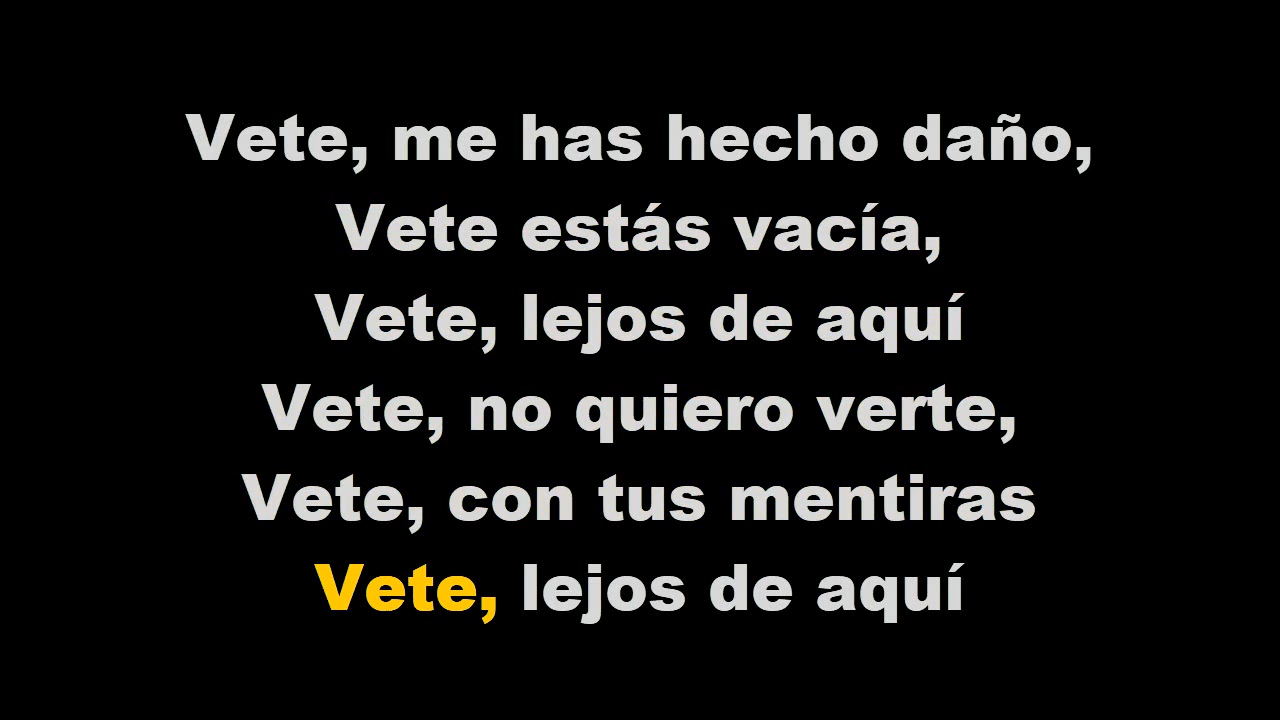 Vete, me has hecho daño,
Vete estás vacía,
Vete, lejos de aquí
Vete, no quiero verte,
Vete, con tus mentiras
Vete, lejos de aquí